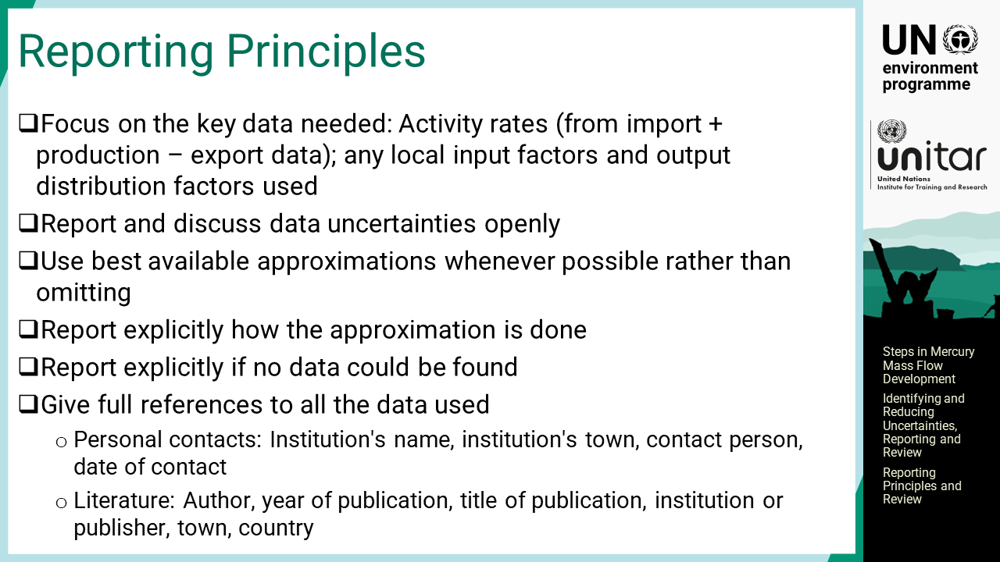 Reporting Principles
❑Focus on the key data needed: Activity rates (from import +
production – export data); any local input factors and output
distribution factors used
❑Report and discuss data uncertainties openly
❑Use best available approximations whenever possible rather than
omitting
❑Report explicitly how the approximation is done
❑Report explicitly if no data could be found
❑Give full references to all the data used
○ Personal contacts: Institution's name, institution's town, contact person,
date of contact
○ Literature: Author, year of publication, title of publication, institution or
publisher, town, country
UN
environment
programme
unitar
United Nations
Institute for Training and Research
Steps in Mercury
Mass Flow
Development
Identifying and
Reducing
Uncertainties,
Reporting and
Review
Reporting
Principles and
Review